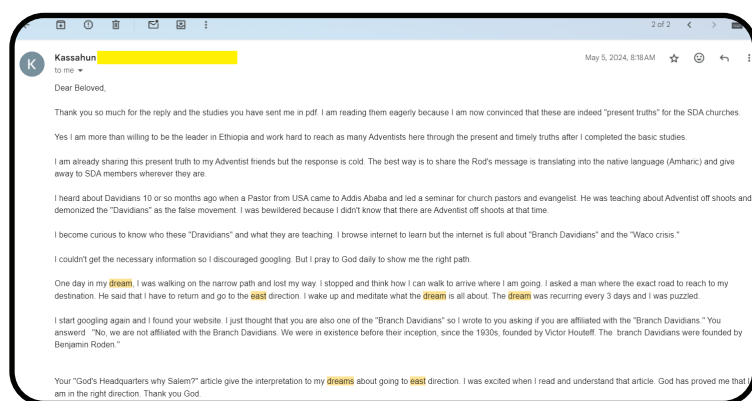 2 of 2
K
Kassahun
May 5, 2024, 8:18 AM
to me
Dear Beloved,
Thank you so much for the reply and the studies you have sent me in pdf. I am reading them eagerly because I am now convinced that these are indeed "present truths" for the SDA churches.
Yes I am more than willing to be the leader in Ethiopia and work hard to reach as many Adventists here through the present and timely truths after I completed the basic studies.
I am already sharing this present truth to my Adventist friends but the response is cold. The best way is to share the Rod's message is translating into the native language (Amharic) and give
away to SDA members wherever they are.
I heard about Davidians 10 or so months ago when a Pastor from USA came to Addis Ababa and led a seminar for church pastors and evangelist. He was teaching about Adventist off shoots and
demonized the "Davidians" as the false movement. I was bewildered because I didn't know that there are Adventist off shoots at that time.
I become curious to know who these "Dravidians" and what they are teaching. I browse internet to learn but the internet is full about "Branch Davidians" and the "Waco crisis."
I couldn't get the necessary information so I discouraged googling. But I pray to God daily to show me the right path.
One day in my dream, I was walking on the narrow path and lost my way. I stopped and think how I can walk to arrive where I am going. I asked a man where the exact road to reach to my
destination. He said that I have to return and go to the east direction. I wake up and meditate what the dream is all about. The dream was recurring every 3 days and I was puzzled.
I start googling again and I found your website. I just thought that you are also one of the "Branch Davidians" so I wrote to you asking if you are affiliated with the "Branch Davidians." You
answerd "No, we are not affiliated with the Branch Davidians. We were in existence before their inception, since the 1930s, founded by Victor Houteff. The branch Davidians were founded by
Benjamin Roden."
Your "God's Headquarters why Salem?" article give the interpretation to my dreams about going to east direction. I was excited when I read and understand that article. God has proved me that I
am in the right direction. Thank you God.